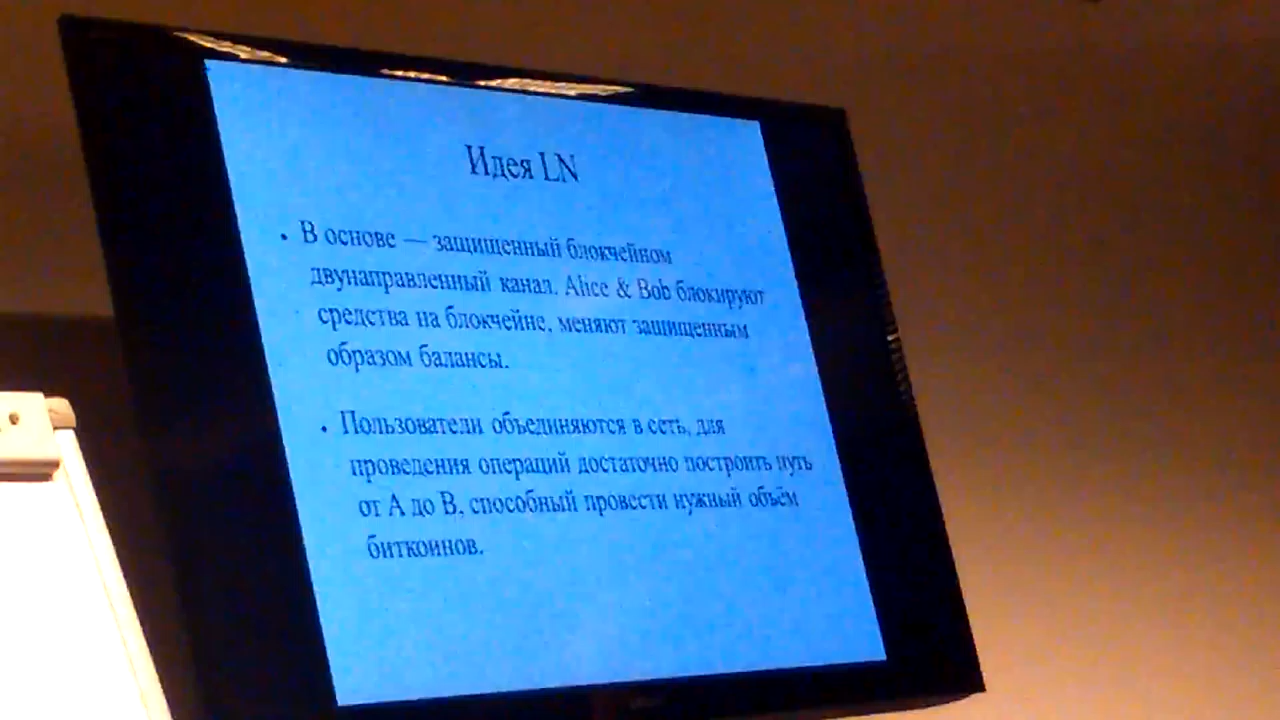 Идея LN
• В основе — защищенный блокчейном
двунаправленный канал. Alice & Bob блокируют
средства на блокчейне, меняют защищенным
образом балансы.
• Пользователи объединяются в сеть, для
проведения операций достаточно построить путь
от А до В, способный провести нужный объём
биткоинов.